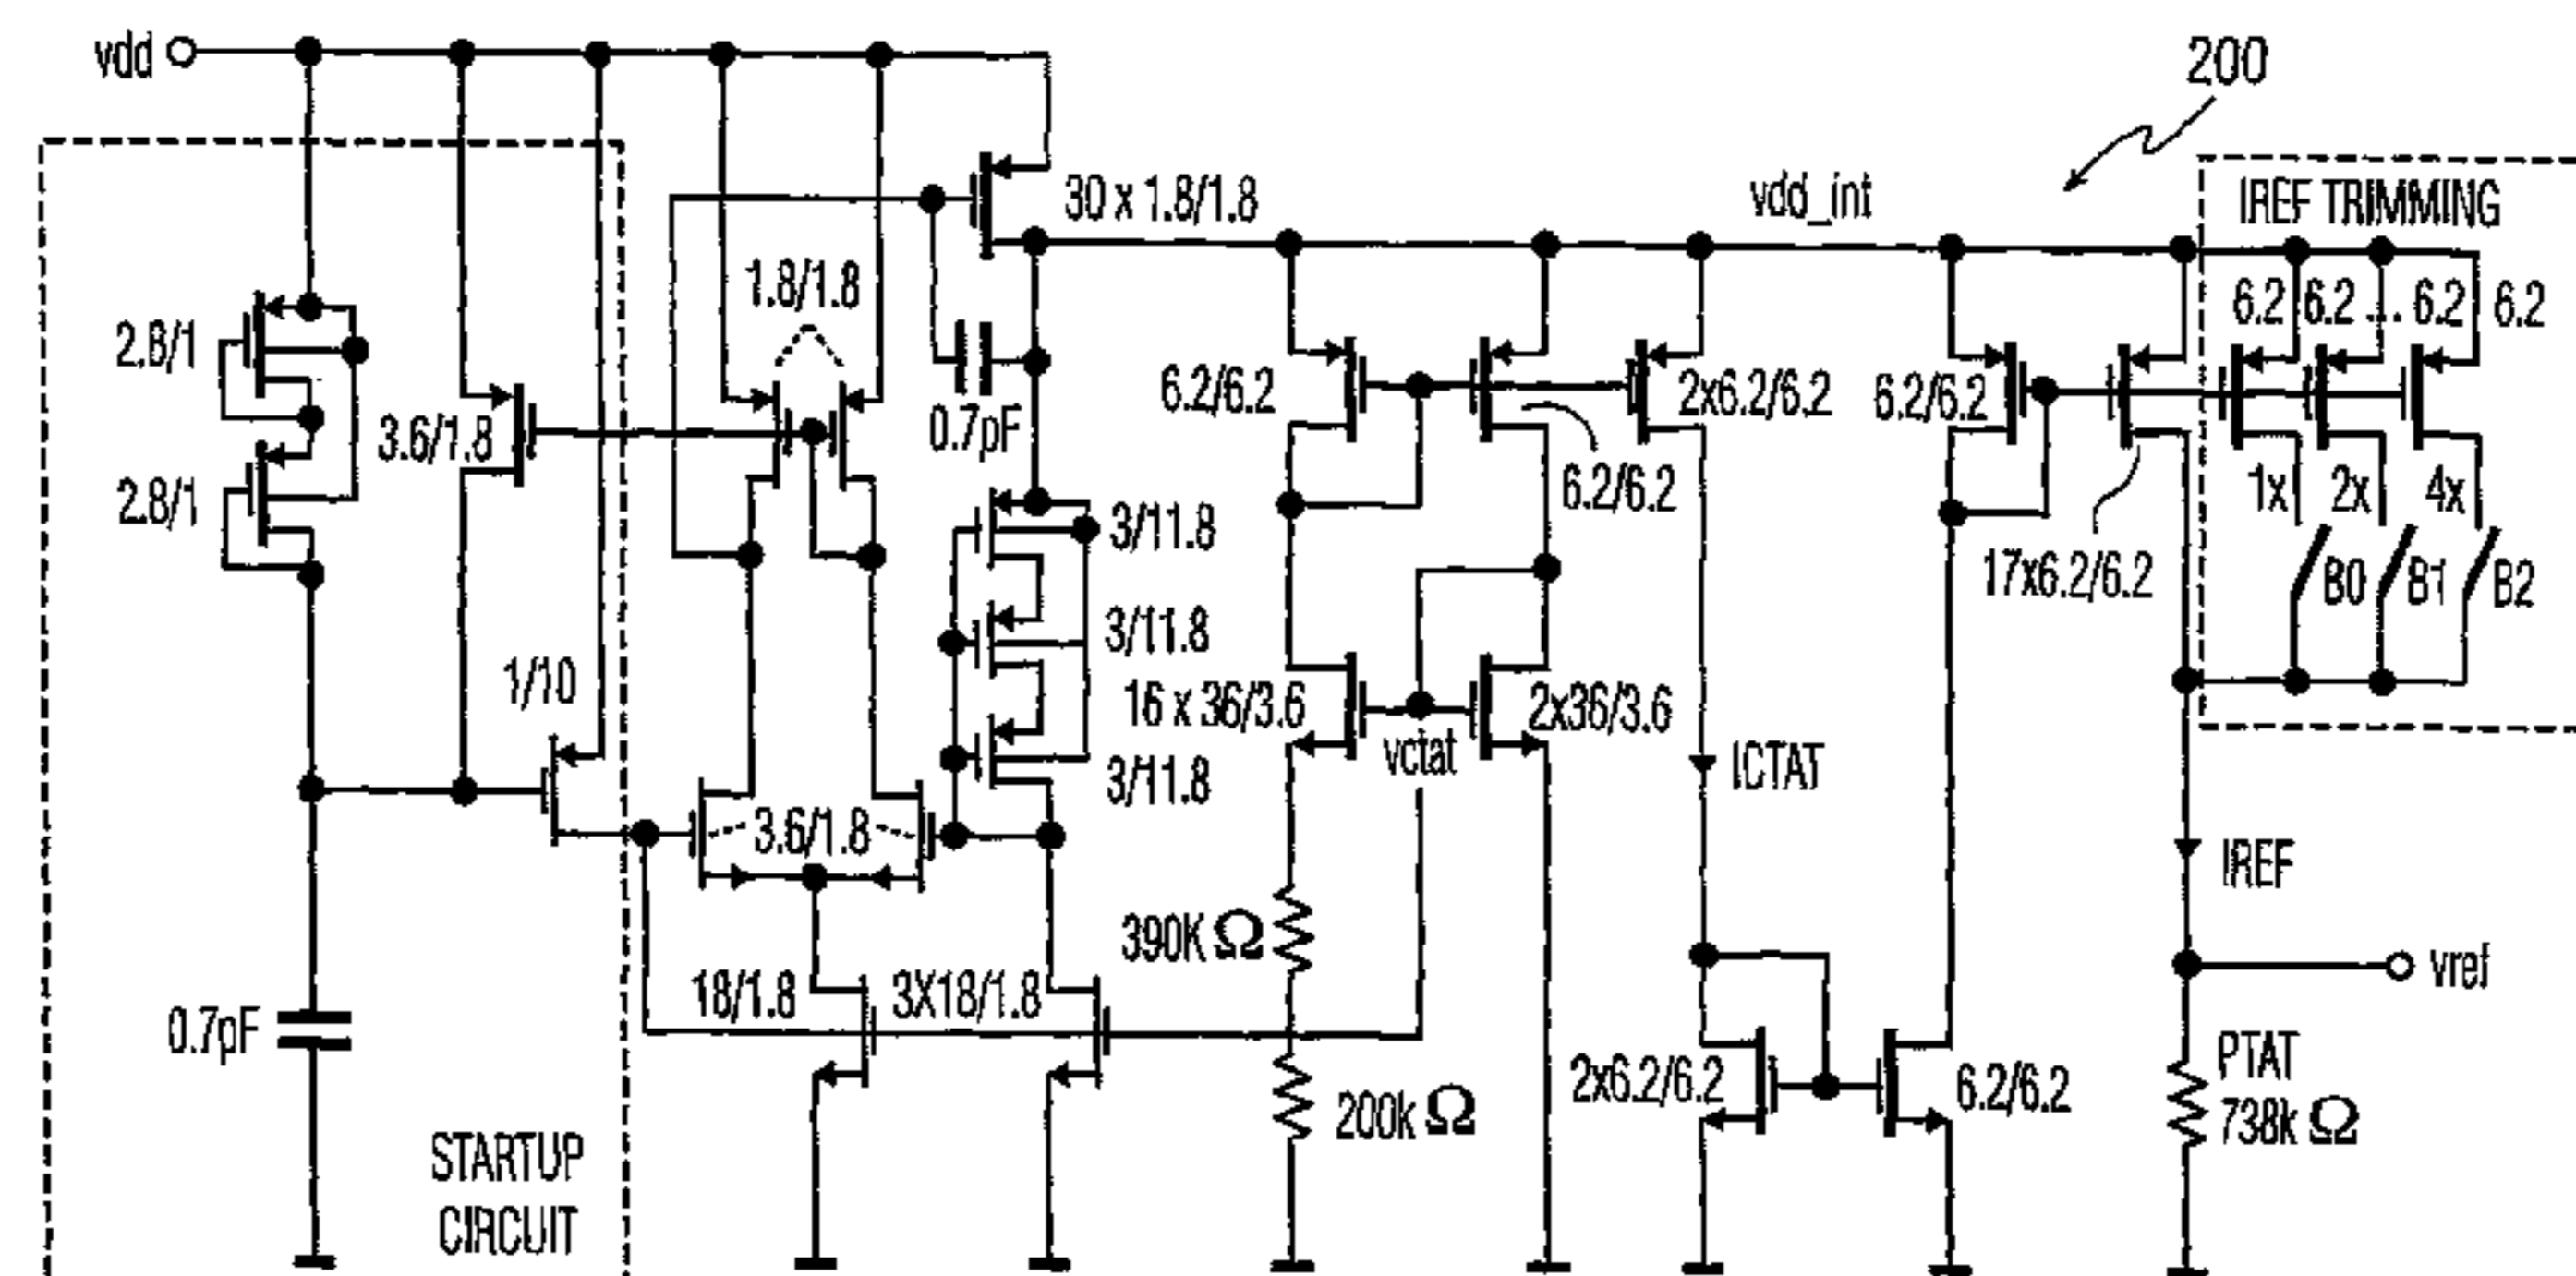 vdd
200
30 x 1.8/1.8
vdd_int
IREF TRIMMING
1.8/1.8
6.2
6.2 ...
6.2
6.2
2.8/1
3.6/1.8
0.7pF
6.2/6.2
2x6.2/6.2
6.2/6.2
6.2/6.2
2.8/1
3/11.8
1x
2x
4x
17x6.2/6.2
B0
B1
B2
3/11.8
1/10
16 x 36/3.6
2x36/3.6
vctat
ICTAT
3/11.8
3.6/1.8
IREF
390K Ω
vref
18/1.8
3X18/1.8
0.7pF
PTAT
738k Ω
2x6.2/6.2
6.2/6.2
200k Ω
STARTUP
CIRCUIT